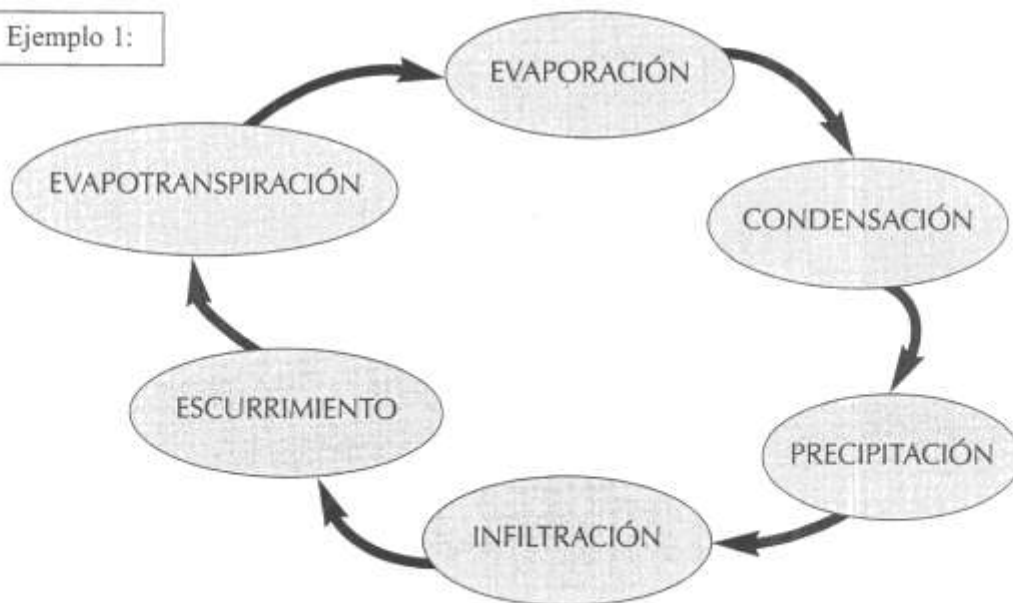 Ejemplo 1:
EVAPORACIÓN
CONDENSACIÓN
PRECIPITACIÓN
INFILTRACIÓN
ESCURRIMIENTO
EVAPOTRANSPIRACIÓN